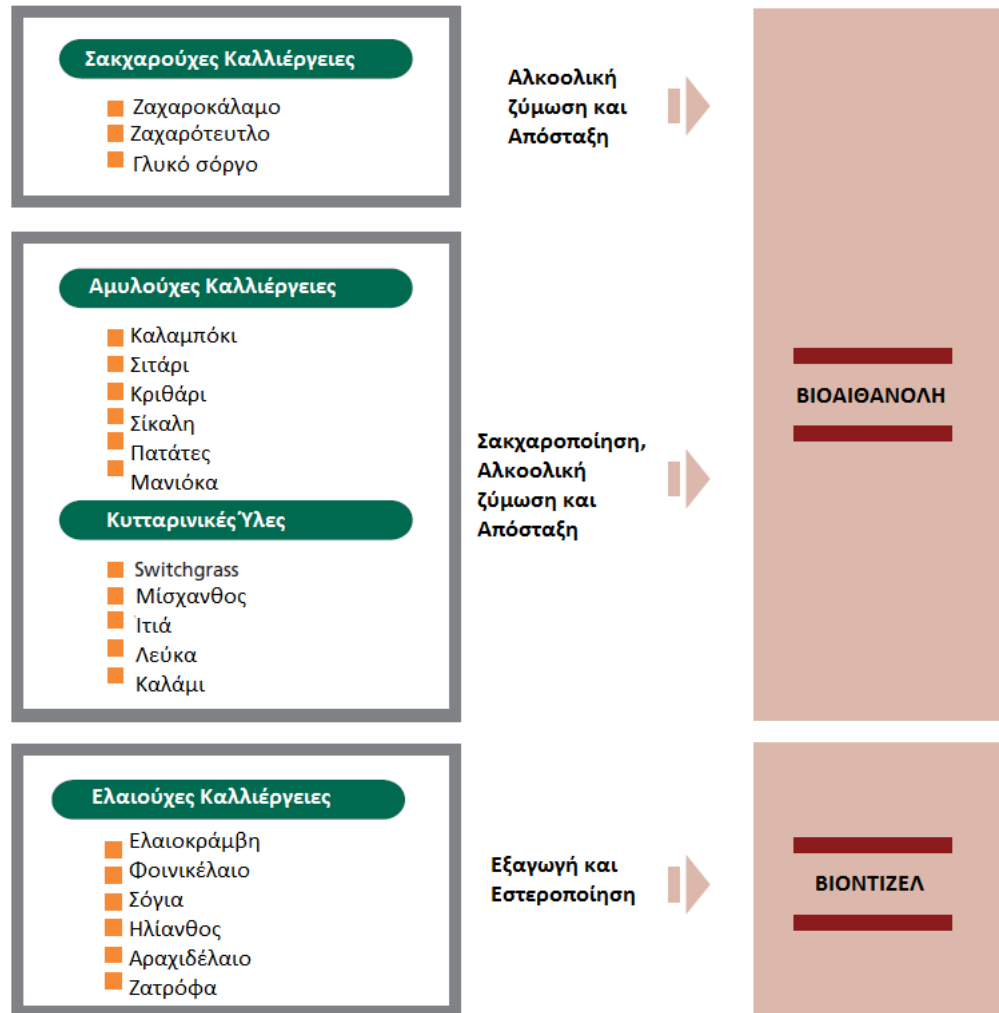 Σακχαρούχες Καλλιέργειες
Ζαχαροκάλαμο
Ζαχαρότευτλο
Γλυκό σόργο
Αλκοολική
ζύμωση και
Απόσταξη
Αμυλούχες Καλλιέργειες
Καλαμπόκι
Σιτάρι
Κριθάρι
Σίκαλη
Πατάτες
Μανιόκα
Κυτταρινικές Ύλες
Switchgrass
Μίσχανθος
Ίτιά
Λεύκα
Καλάμι
Σακχαροποίηση,
Αλκοολική
ζύμωση και
Απόσταξη
ΒΙΟΑΙΘΑΝΟΛΗ
Ελαιούχες Καλλιέργειες
Ελαιοκράμβη
Φοινικέλαιο
Σόγια
Ηλίανθος
Αραχιδέλαιο
Ζατρόφα
Εξαγωγή και
Εστεροποίηση
ΒΙΟΝΤΙΖΕΛ